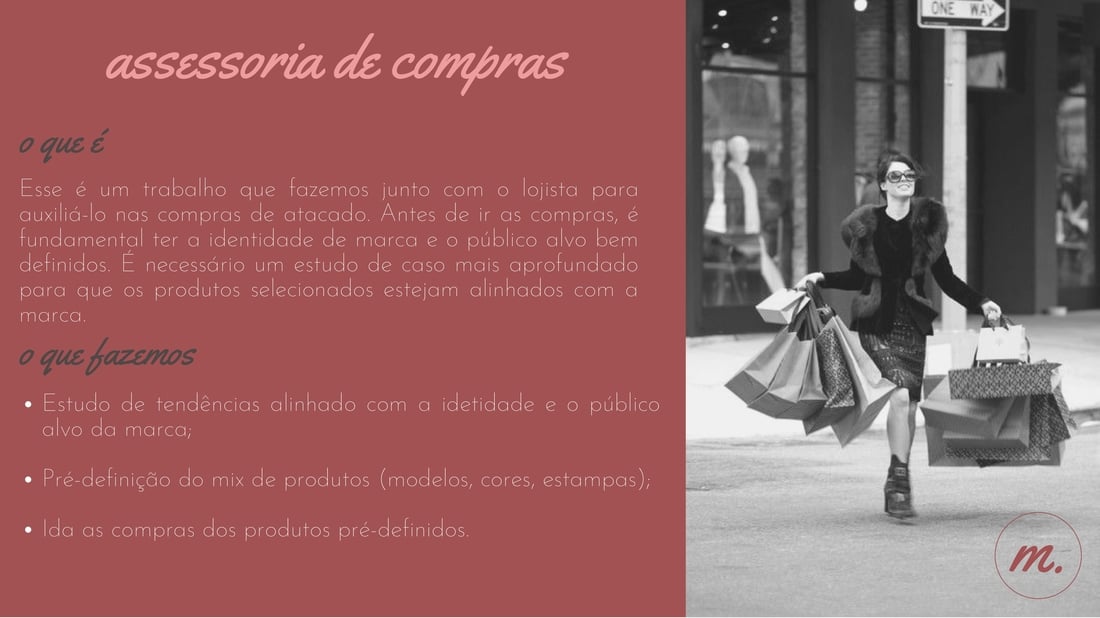 assessoria de compras
o que é
Esse é um trabalho que fazemos junto com o lojista para
auxiliá-lo nas compras de atacado. Antes de ir as compras, é
fundamental ter a identidade de marca e o público alvo bem
definidos. É necessário um estudo de caso mais aprofundado
para que os produtos selecionados estejam alinhados com a
marca.
o que fazemos
• Estudo de tendências alinhado com a idetidade e o público
alvo da marca;
• Pré-definição do mix de produtos (modelos, cores, estampas);
• Ida as compras dos produtos pré-definidos.
ONE WAY
m.